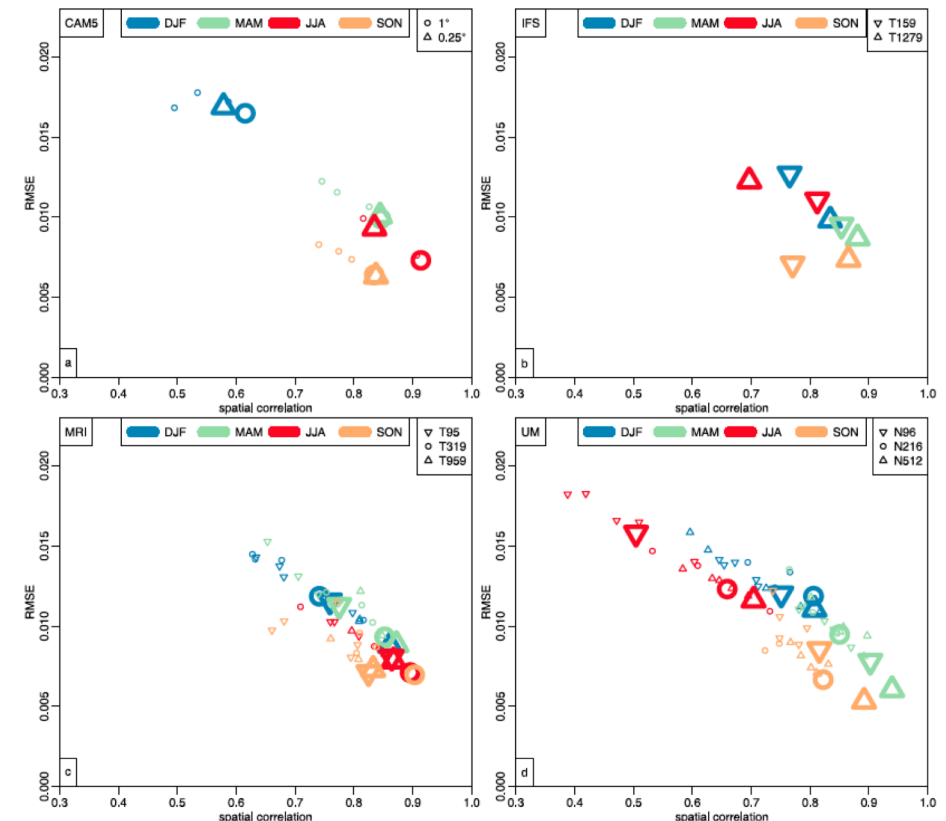 CAM5 DJF MAM JJA SON 1° 0.25°
RMSE
0.000 0.005 0.010 0.015 0.020
a
0.3 0.4 0.5 0.6 0.7 0.8 0.9 1.0
spatial correlation
IFS DJF MAM JJA SON T159 T1279
RMSE
0.000 0.005 0.010 0.015 0.020
b
0.3 0.4 0.5 0.6 0.7 0.8 0.9 1.0
spatial correlation
MRI DJF MAM JJA SON T95 T319 T959
RMSE
0.000 0.005 0.010 0.015 0.020
c
0.3 0.4 0.5 0.6 0.7 0.8 0.9 1.0
spatial correlation
UM DJF MAM JJA SON N96 N216 N512
RMSE
0.000 0.005 0.010 0.015 0.020
d
0.3 0.4 0.5 0.6 0.7 0.8 0.9 1.0
spatial correlation